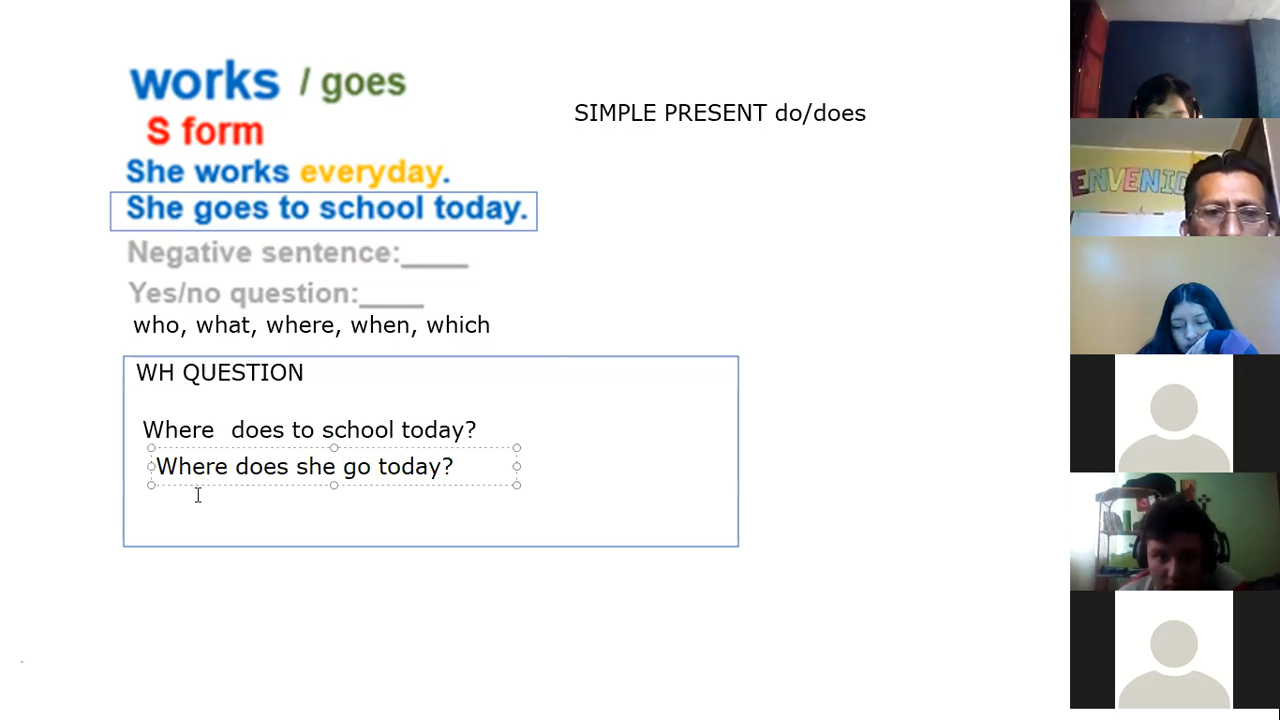 works / goes
S form
SIMPLE PRESENT do/does
She works everyday.
She goes to school today.
Negative sentence:____
Yes/no question:____
who, what, where, when, which
WH QUESTION
Where does to school today?
Where does she go today?
ENVENID